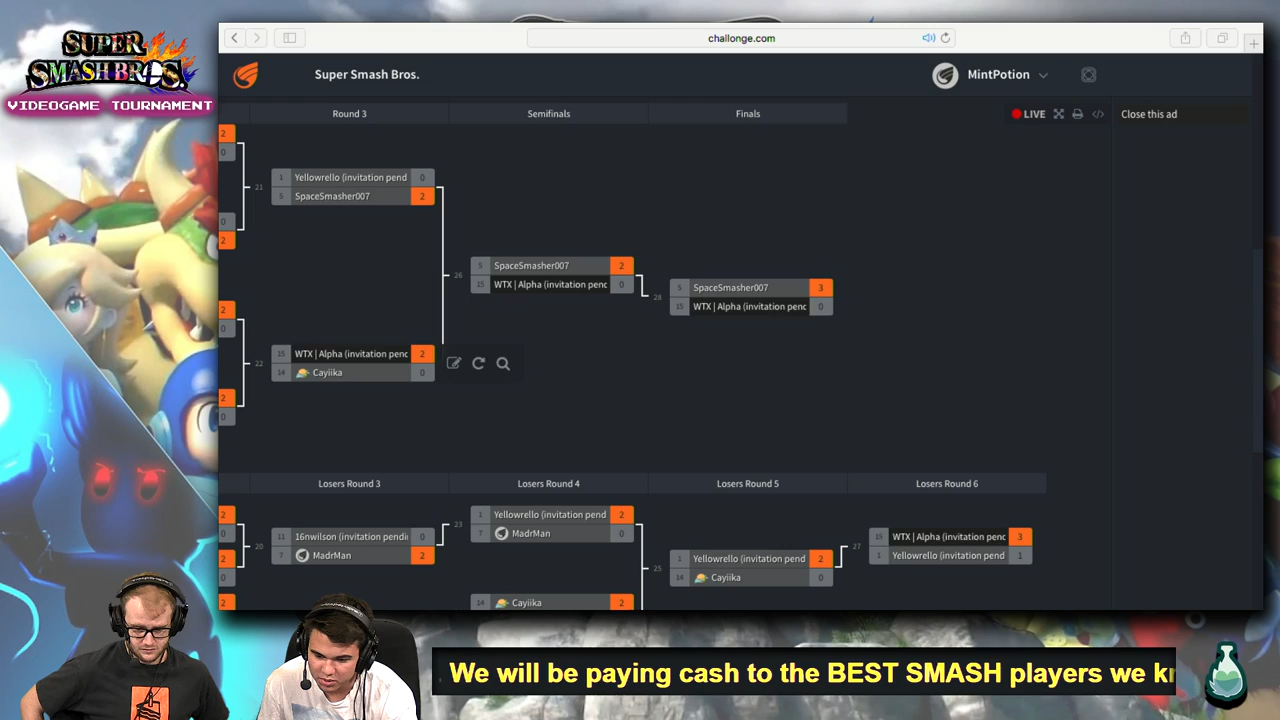 SUPER
SMASH BROS.
VIDEOGAME TOURNAMENT
challonge.com
Super Smash Bros.
MintPotion
Round 3
Semifinals
Finals
LIVE
Close this ad
2
0
0
2
21
1 Yellowrello (invitation pend 0
5 SpaceSmasher007 2
26
5 SpaceSmasher007 2
15 WTX | Alpha (invitation penc 0
28
5 SpaceSmasher007 3
15 WTX | Alpha (invitation penc 0
2
0
2
0
22
15 WTX | Alpha (invitation penc 2
14 Cayiika 0
Losers Round 3
Losers Round 4
Losers Round 5
Losers Round 6
2
0
2
0
2
20
11 16nwilson (invitation pendi 0
7 MadrMan 2
23
1 Yellowrello (invitation pend 2
7 MadrMan 0
14 Cayiika 2
25
1 Yellowrello (invitation pend 2
14 Cayiika 0
27
15 WTX | Alpha (invitation penc 3
1 Yellowrello (invitation pend 1
We will be paying cash to the BEST SMASH players we